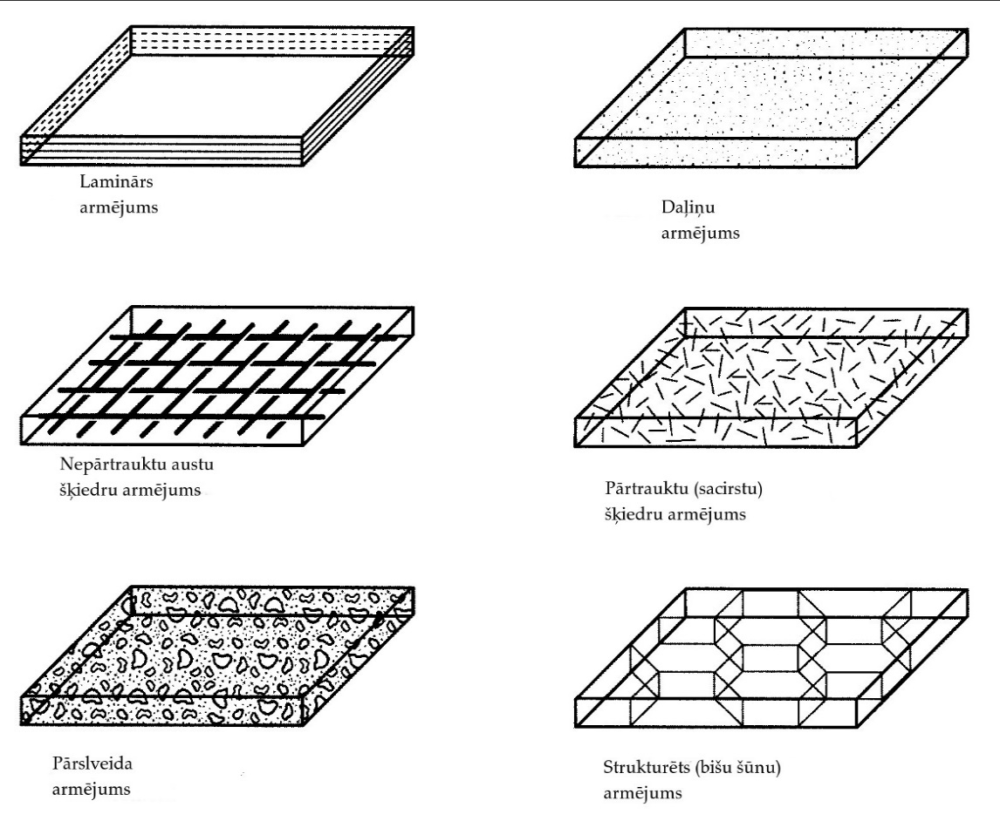 Laminārs
armējums
Daļiņu
armējums
Nepārtrauktu austu
šķiedru armējums
Pārtrauktu (sacirstu)
šķiedru armējums
Pārslveida
armējums
Strukturēts (bišu šūnu)
armējums